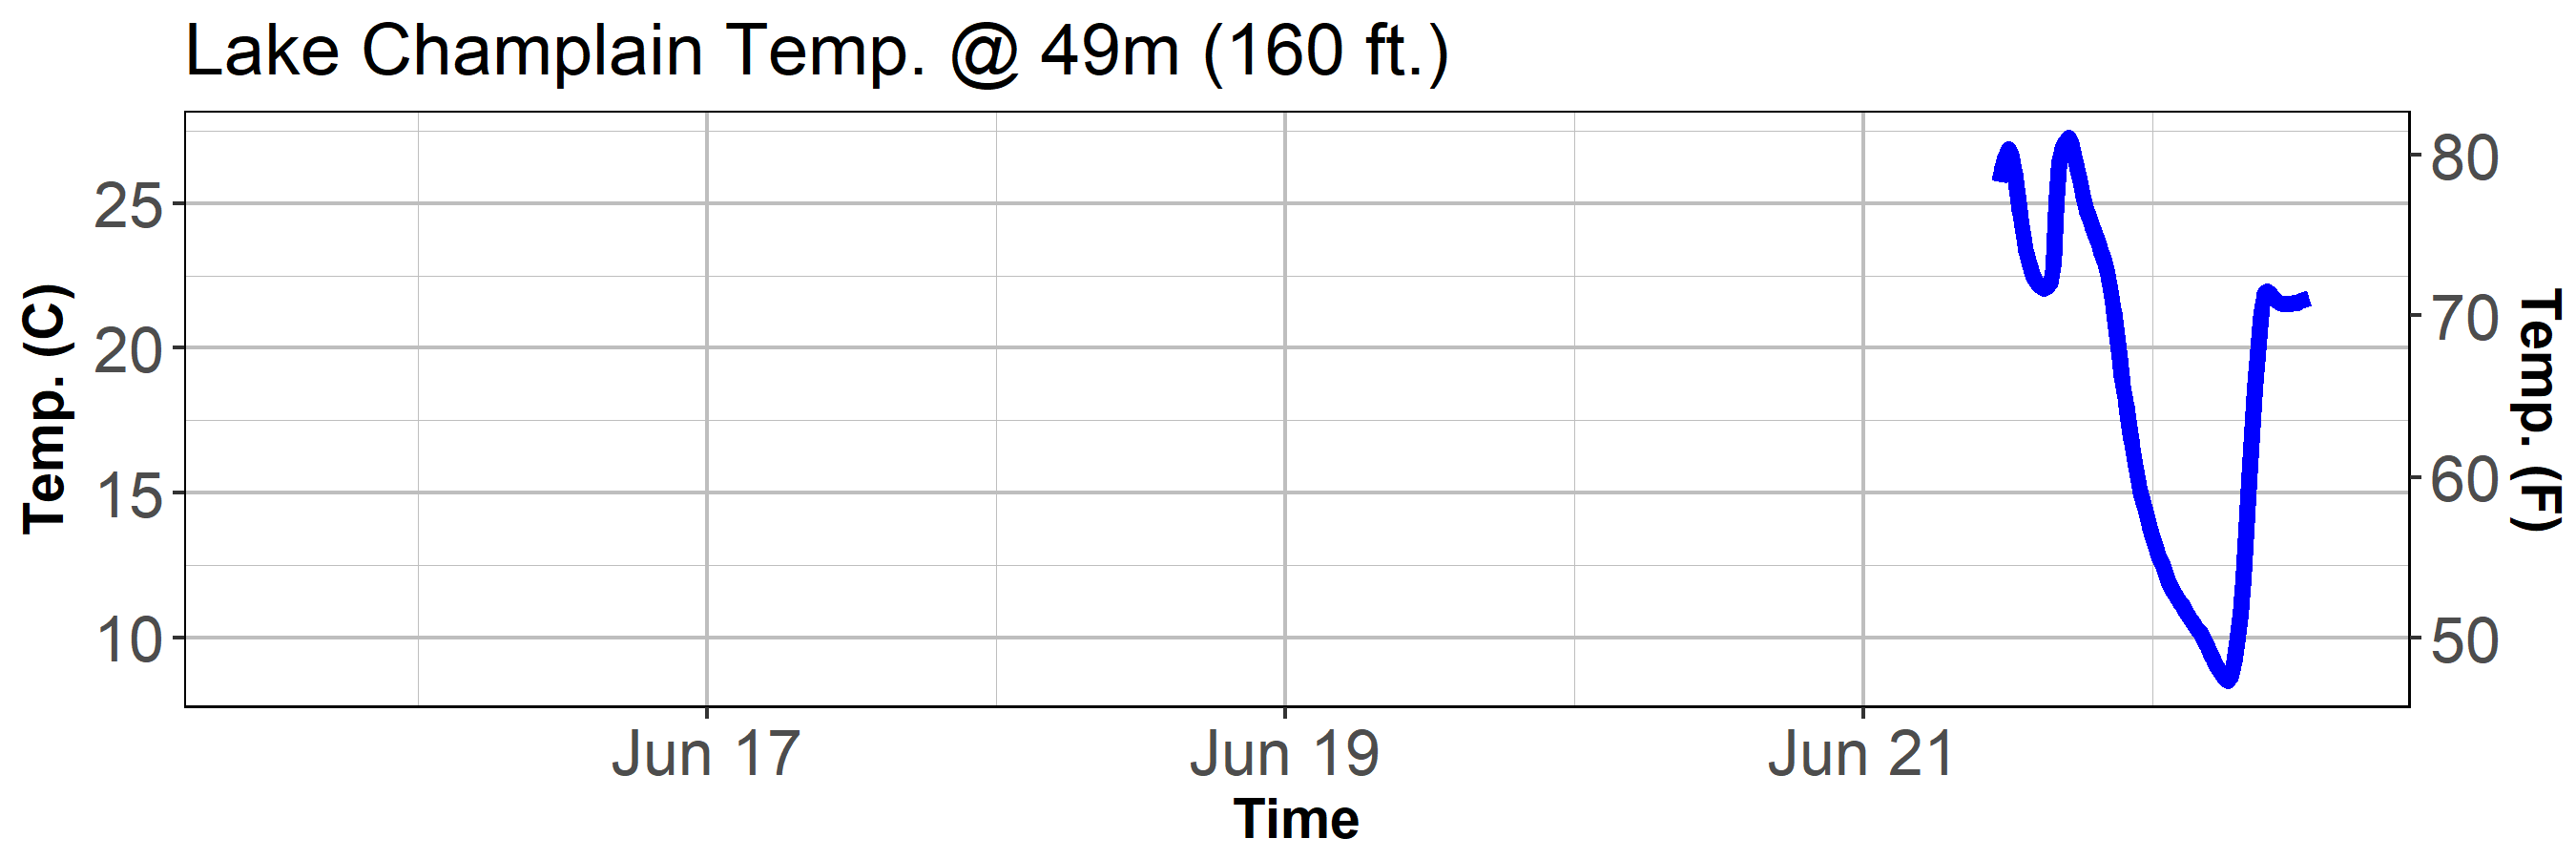 Lake Champlain Temp. @ 49m (160 ft.)
Temp. (C)
25
20
15
10
80
70
60
50
Temp. (F)
Jun 17
Jun 19
Jun 21
Time